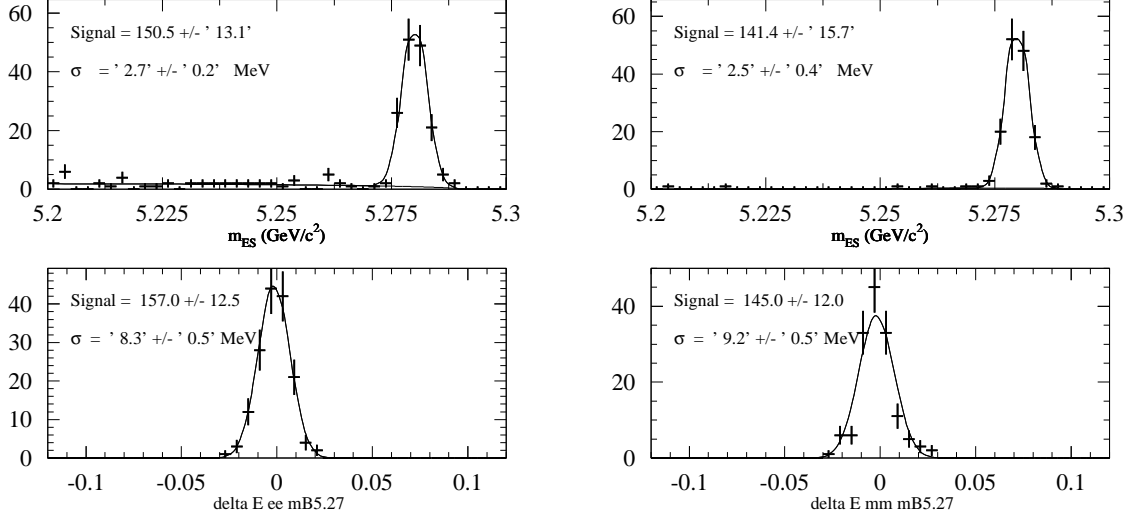 60
40
20
0
Signal = 150.5 +/- ' 13.1'
σ = ' 2.7' +/- ' 0.2' MeV
5.2 5.225 5.25 5.275 5.3
m_ES (GeV/c²)
60
40
20
0
Signal = 141.4 +/- ' 15.7'
σ = ' 2.5' +/- ' 0.4' MeV
5.2 5.225 5.25 5.275 5.3
m_ES (GeV/c²)
40
30
20
10
0
Signal = 157.0 +/- 12.5
σ = ' 8.3' +/- ' 0.5' MeV
-0.1 -0.05 0 0.05 0.1
delta E ee mB5.27
40
20
0
Signal = 145.0 +/- 12.0
σ = ' 9.2' +/- ' 0.5' MeV
-0.1 -0.05 0 0.05 0.1
delta E mm mB5.27